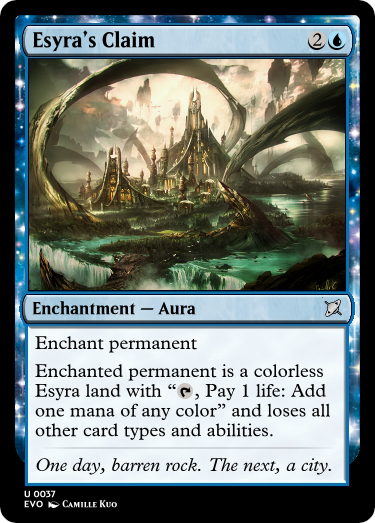 Esyra's Claim 2
Enchantment — Aura
Enchant permanent
Enchanted permanent is a colorless
Esyra land with “, Pay 1 life: Add
one mana of any color” and loses all
other card types and abilities.
One day, barren rock. The next, a city.
U 0037
EVO Camille Kuo